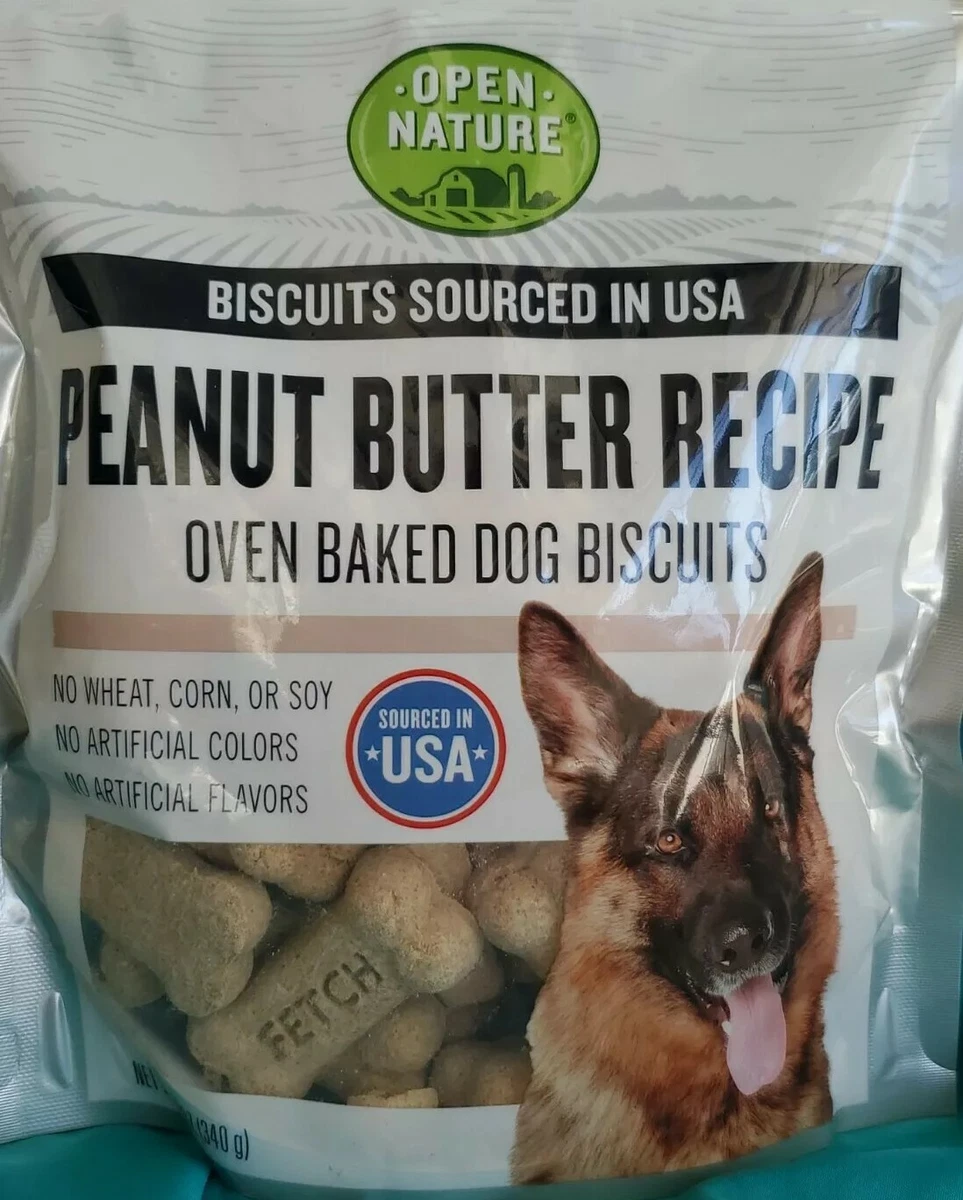 ·OPEN·
NATURE®
BISCUITS SOURCED IN USA
PEANUT BUTTER RECIPE
OVEN BAKED DOG BISCUITS
NO WHEAT, CORN, OR SOY
NO ARTIFICIAL COLORS
NO ARTIFICIAL FLAVORS
SOURCED IN
USA
FETCH
(340 g)